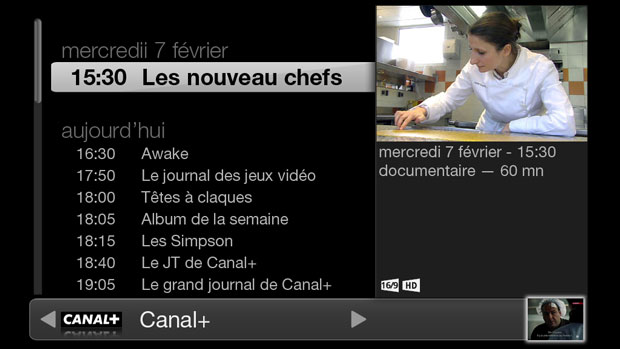 mercredii 7 février
15:30 Les nouveau chefs
aujourd'hui
16:30 Awake
17:50 Le journal des jeux vidéo
18:00 Têtes à claques
18:05 Album de la semaine
18:15 Les Simpson
18:40 Le JT de Canal+
19:05 Le grand journal de Canal+
mercredi 7 février - 15:30
documentaire — 60 mn
16/9 HD
CANAL+ Canal+